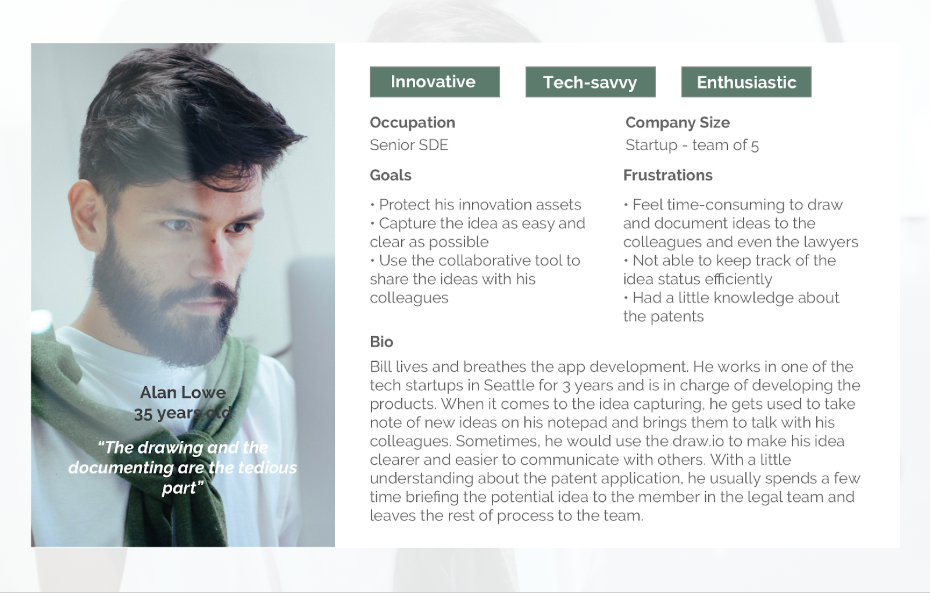 Innovative
Tech-savvy
Enthusiastic
Occupation
Senior SDE
Company Size
Startup - team of 5
Goals
• Protect his innovation assets
• Capture the idea as easy and
clear as possible
• Use the collaborative tool to
share the ideas with his
colleagues
Frustrations
• Feel time-consuming to draw
and document ideas to the
colleagues and even the lawyers
• Not able to keep track of the
idea status efficiently
• Had a little knowledge about
the patents
Bio
Bill lives and breathes the app development. He works in one of the
tech startups in Seattle for 3 years and is in charge of developing the
products. When it comes to the idea capturing, he gets used to take
note of new ideas on his notepad and brings them to talk with his
colleagues. Sometimes, he would use the draw.io to make his idea
clearer and easier to communicate with others. With a little
understanding about the patent application, he usually spends a few
time briefing the potential idea to the member in the legal team and
leaves the rest of process to the team.
Alan Lowe
35 years old
“The drawing and the
documenting are the tedious
part”